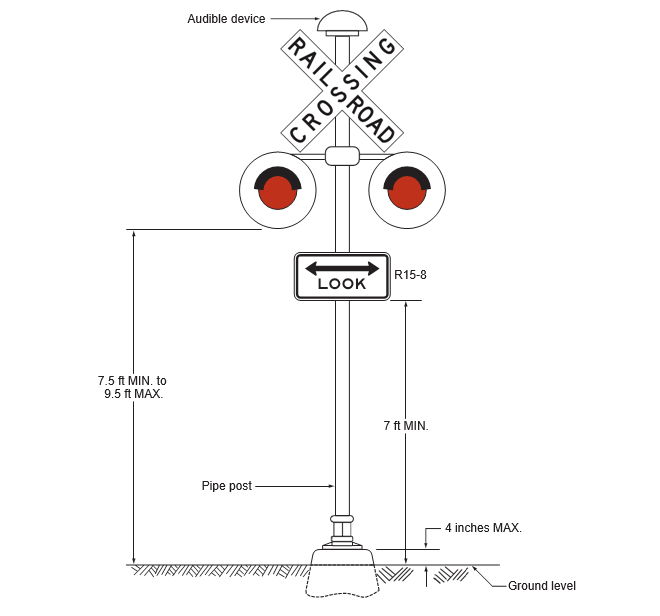 Audible device
RAILROAD
CROSSING
R15-8
LOOK
7.5 ft MIN. to
9.5 ft MAX.
7 ft MIN.
Pipe post
4 inches MAX.
Ground level